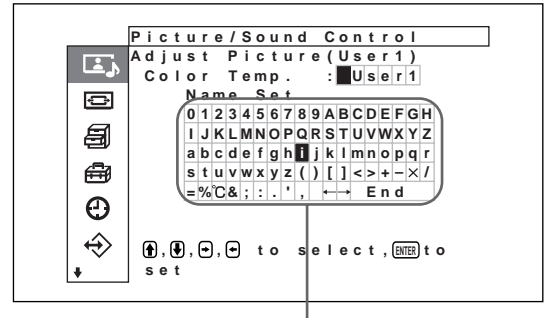 Picture/Sound Control
Adjust Picture(User1)
Color Temp. : User1
Name Set
0123456789ABCDEFGH
IJKLMNOPQRSTUVWXYZ
abcdefghijklmnopqr
stuvwxyz()[]<>+−×/
=%℃&;:.', ←→ End
↑,↓,→,← to select,ENTER to
set